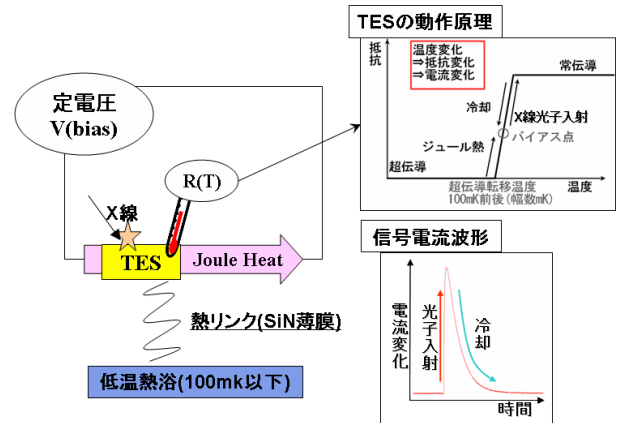 TESの動作原理
抵抗
温度変化
⇒抵抗変化
⇒電流変化
常伝導
冷却
X線光子入射
バイアス点
ジュール熱
超伝導
超伝導転移温度
100mK前後(幅数mK)
温度
定電圧
V(bias)
R(T)
X線
TES
Joule Heat
熱リンク(SiN薄膜)
低温熱浴(100mk以下)
信号電流波形
電流変化
光子入射
冷却
時間